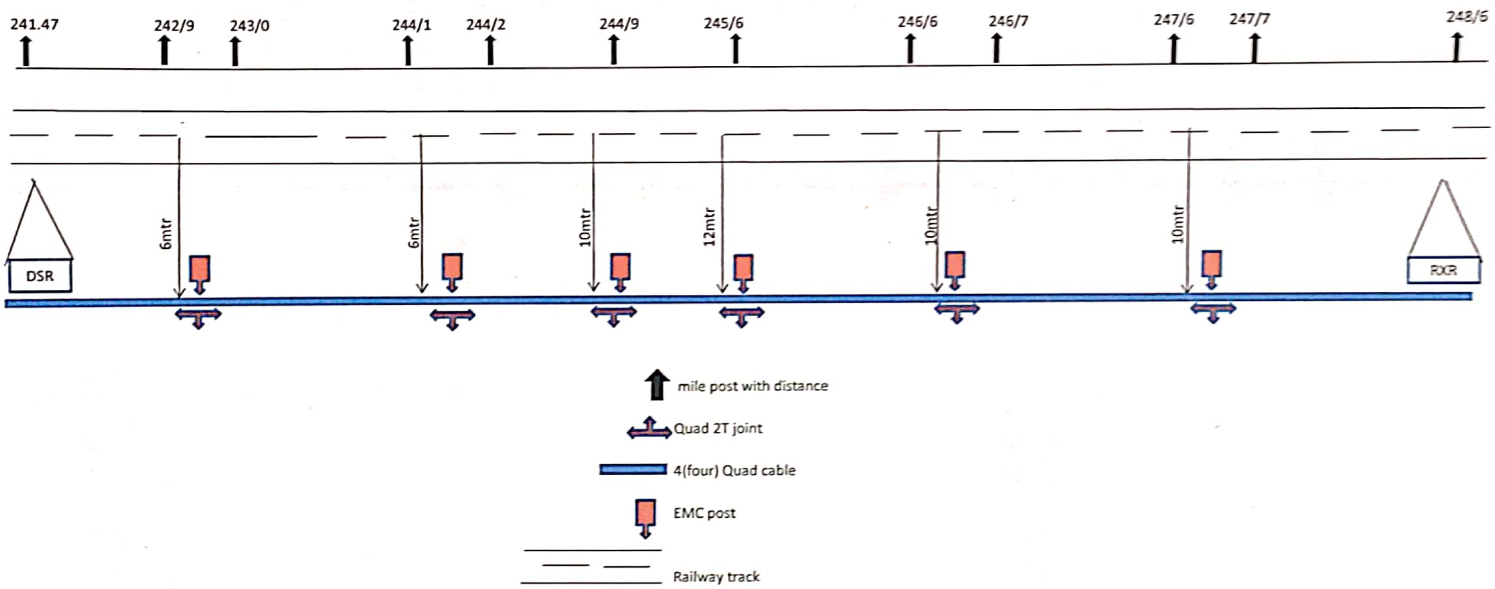 241.47 242/9 243/0 244/1 244/2 244/9 245/6 246/6 246/7 247/6 247/7
6mtr 6mtr 10mtr 12mtr 10mtr 10mtr
DSR RXR
mile post with distance
Quad 2T joint
4(four) Quad cable
EMC post
Railway track